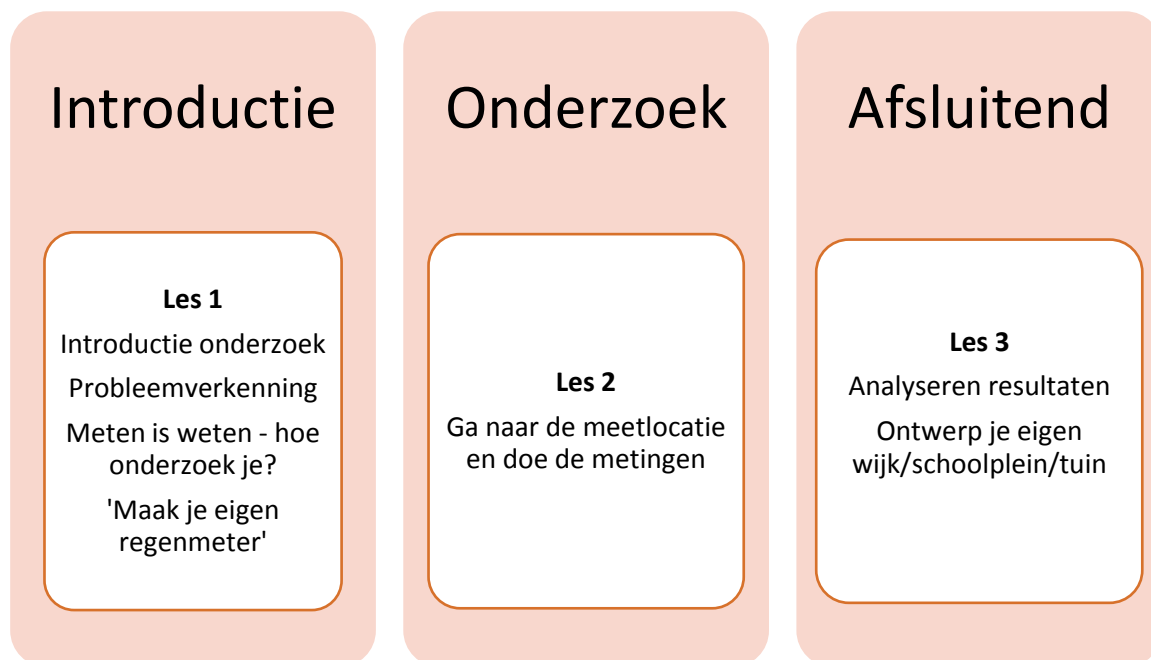 Introductie
Les 1
Introductie onderzoek
Probleemverkenning
Meten is weten - hoe
onderzoek je?
'Maak je eigen
regenmeter'
Onderzoek
Les 2
Ga naar de meetlocatie
en doe de metingen
Afsluitend
Les 3
Analyseren resultaten
Ontwerp je eigen
wijk/schoolplein/tuin